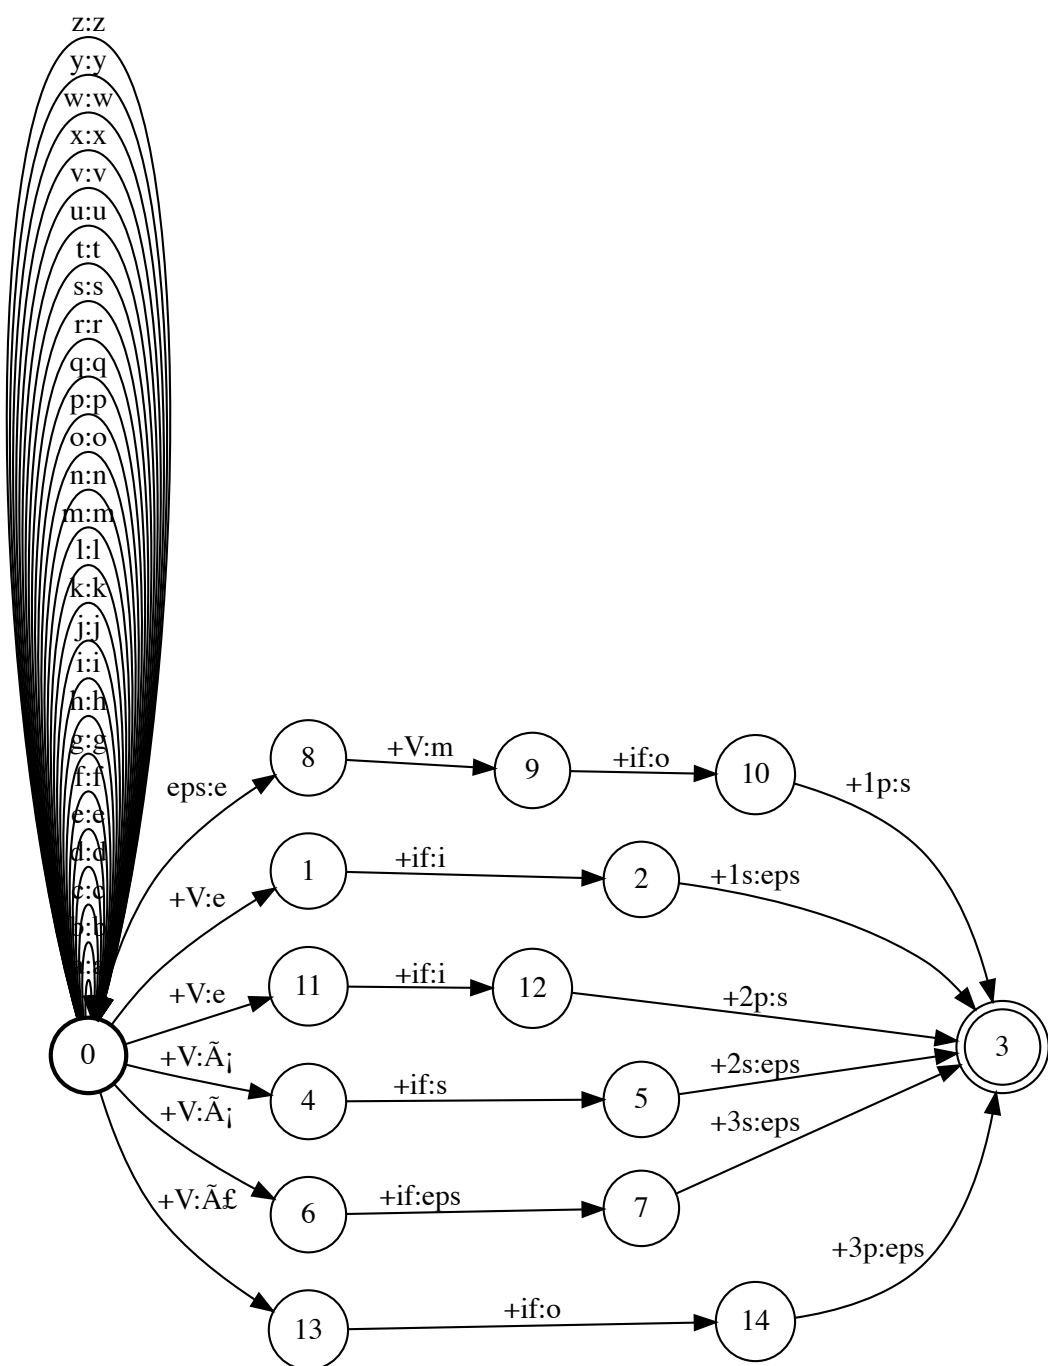 z:z
y:y
w:w
x:x
v:v
u:u
t:t
s:s
r:r
q:q
p:p
o:o
n:n
m:m
l:l
k:k
j:j
i:i
h:h
g:g
f:f
e:e
d:d
c:c
b:b
0
eps:e
8
+V:m
9
+if:o
10
+1p:s
+V:e
1
+if:i
2
+1s:eps
+V:e
11
+if:i
12
+2p:s
3
+V:Ã¡
4
+if:s
5
+2s:eps
+V:Ã¡
6
+if:eps
7
+3s:eps
+V:Ã£
13
+if:o
14
+3p:eps